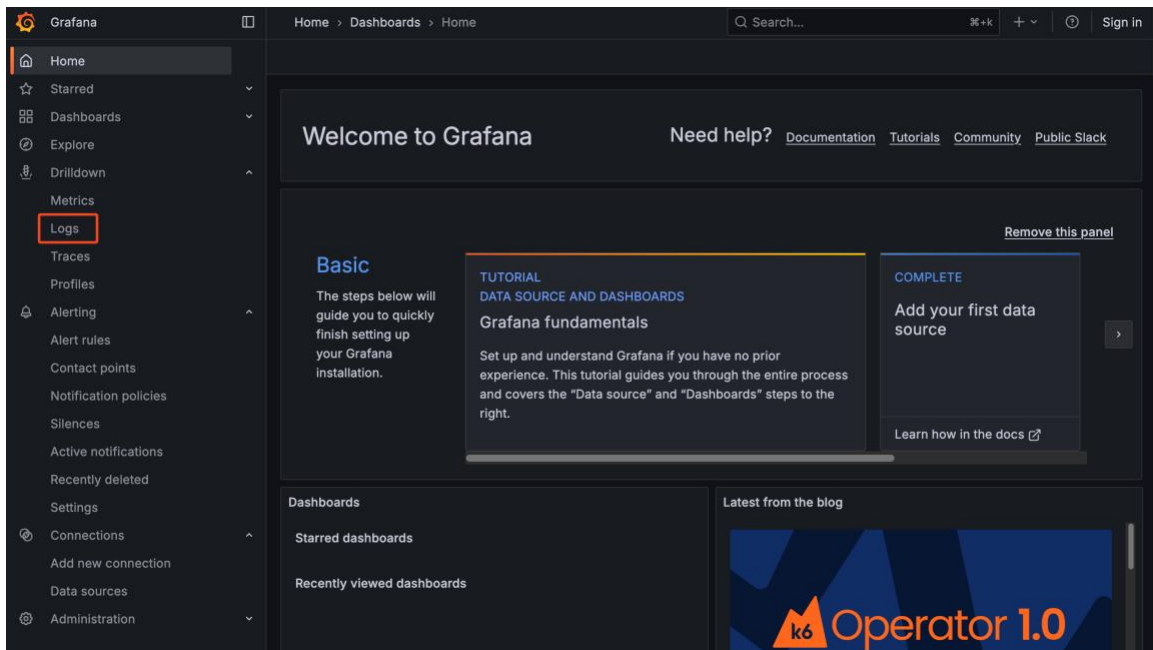 Grafana
Home › Dashboards › Home
Search...
⌘+k
Sign in
Home
Starred
Dashboards
Explore
Drilldown
Metrics
Logs
Traces
Profiles
Alerting
Alert rules
Contact points
Notification policies
Silences
Active notifications
Recently deleted
Settings
Connections
Add new connection
Data sources
Administration
Welcome to Grafana
Need help? Documentation Tutorials Community Public Slack
Remove this panel
Basic
The steps below will
guide you to quickly
finish setting up
your Grafana
installation.
TUTORIAL
DATA SOURCE AND DASHBOARDS
Grafana fundamentals
Set up and understand Grafana if you have no prior
experience. This tutorial guides you through the entire process
and covers the "Data source" and "Dashboards" steps to the
right.
COMPLETE
Add your first data
source
Learn how in the docs
Dashboards
Starred dashboards
Recently viewed dashboards
Latest from the blog
k6 Operator 1.0